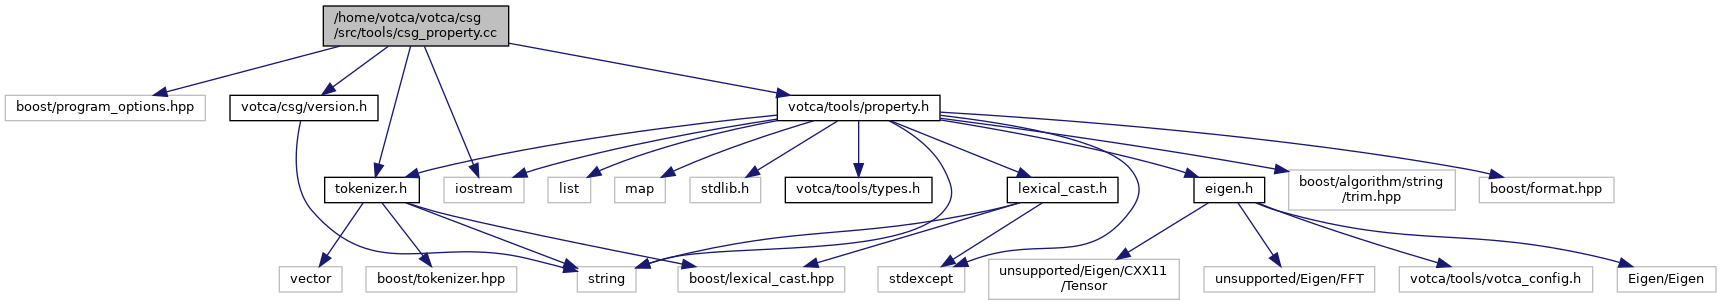 /home/votca/votca/csg
/src/tools/csg_property.cc
boost/program_options.hpp
votca/csg/version.h
votca/tools/property.h
tokenizer.h
iostream
list
map
stdlib.h
votca/tools/types.h
lexical_cast.h
eigen.h
boost/algorithm/string
/trim.hpp
boost/format.hpp
vector
boost/tokenizer.hpp
string
boost/lexical_cast.hpp
stdexcept
unsupported/Eigen/CXX11
/Tensor
unsupported/Eigen/FFT
votca/tools/votca_config.h
Eigen/Eigen